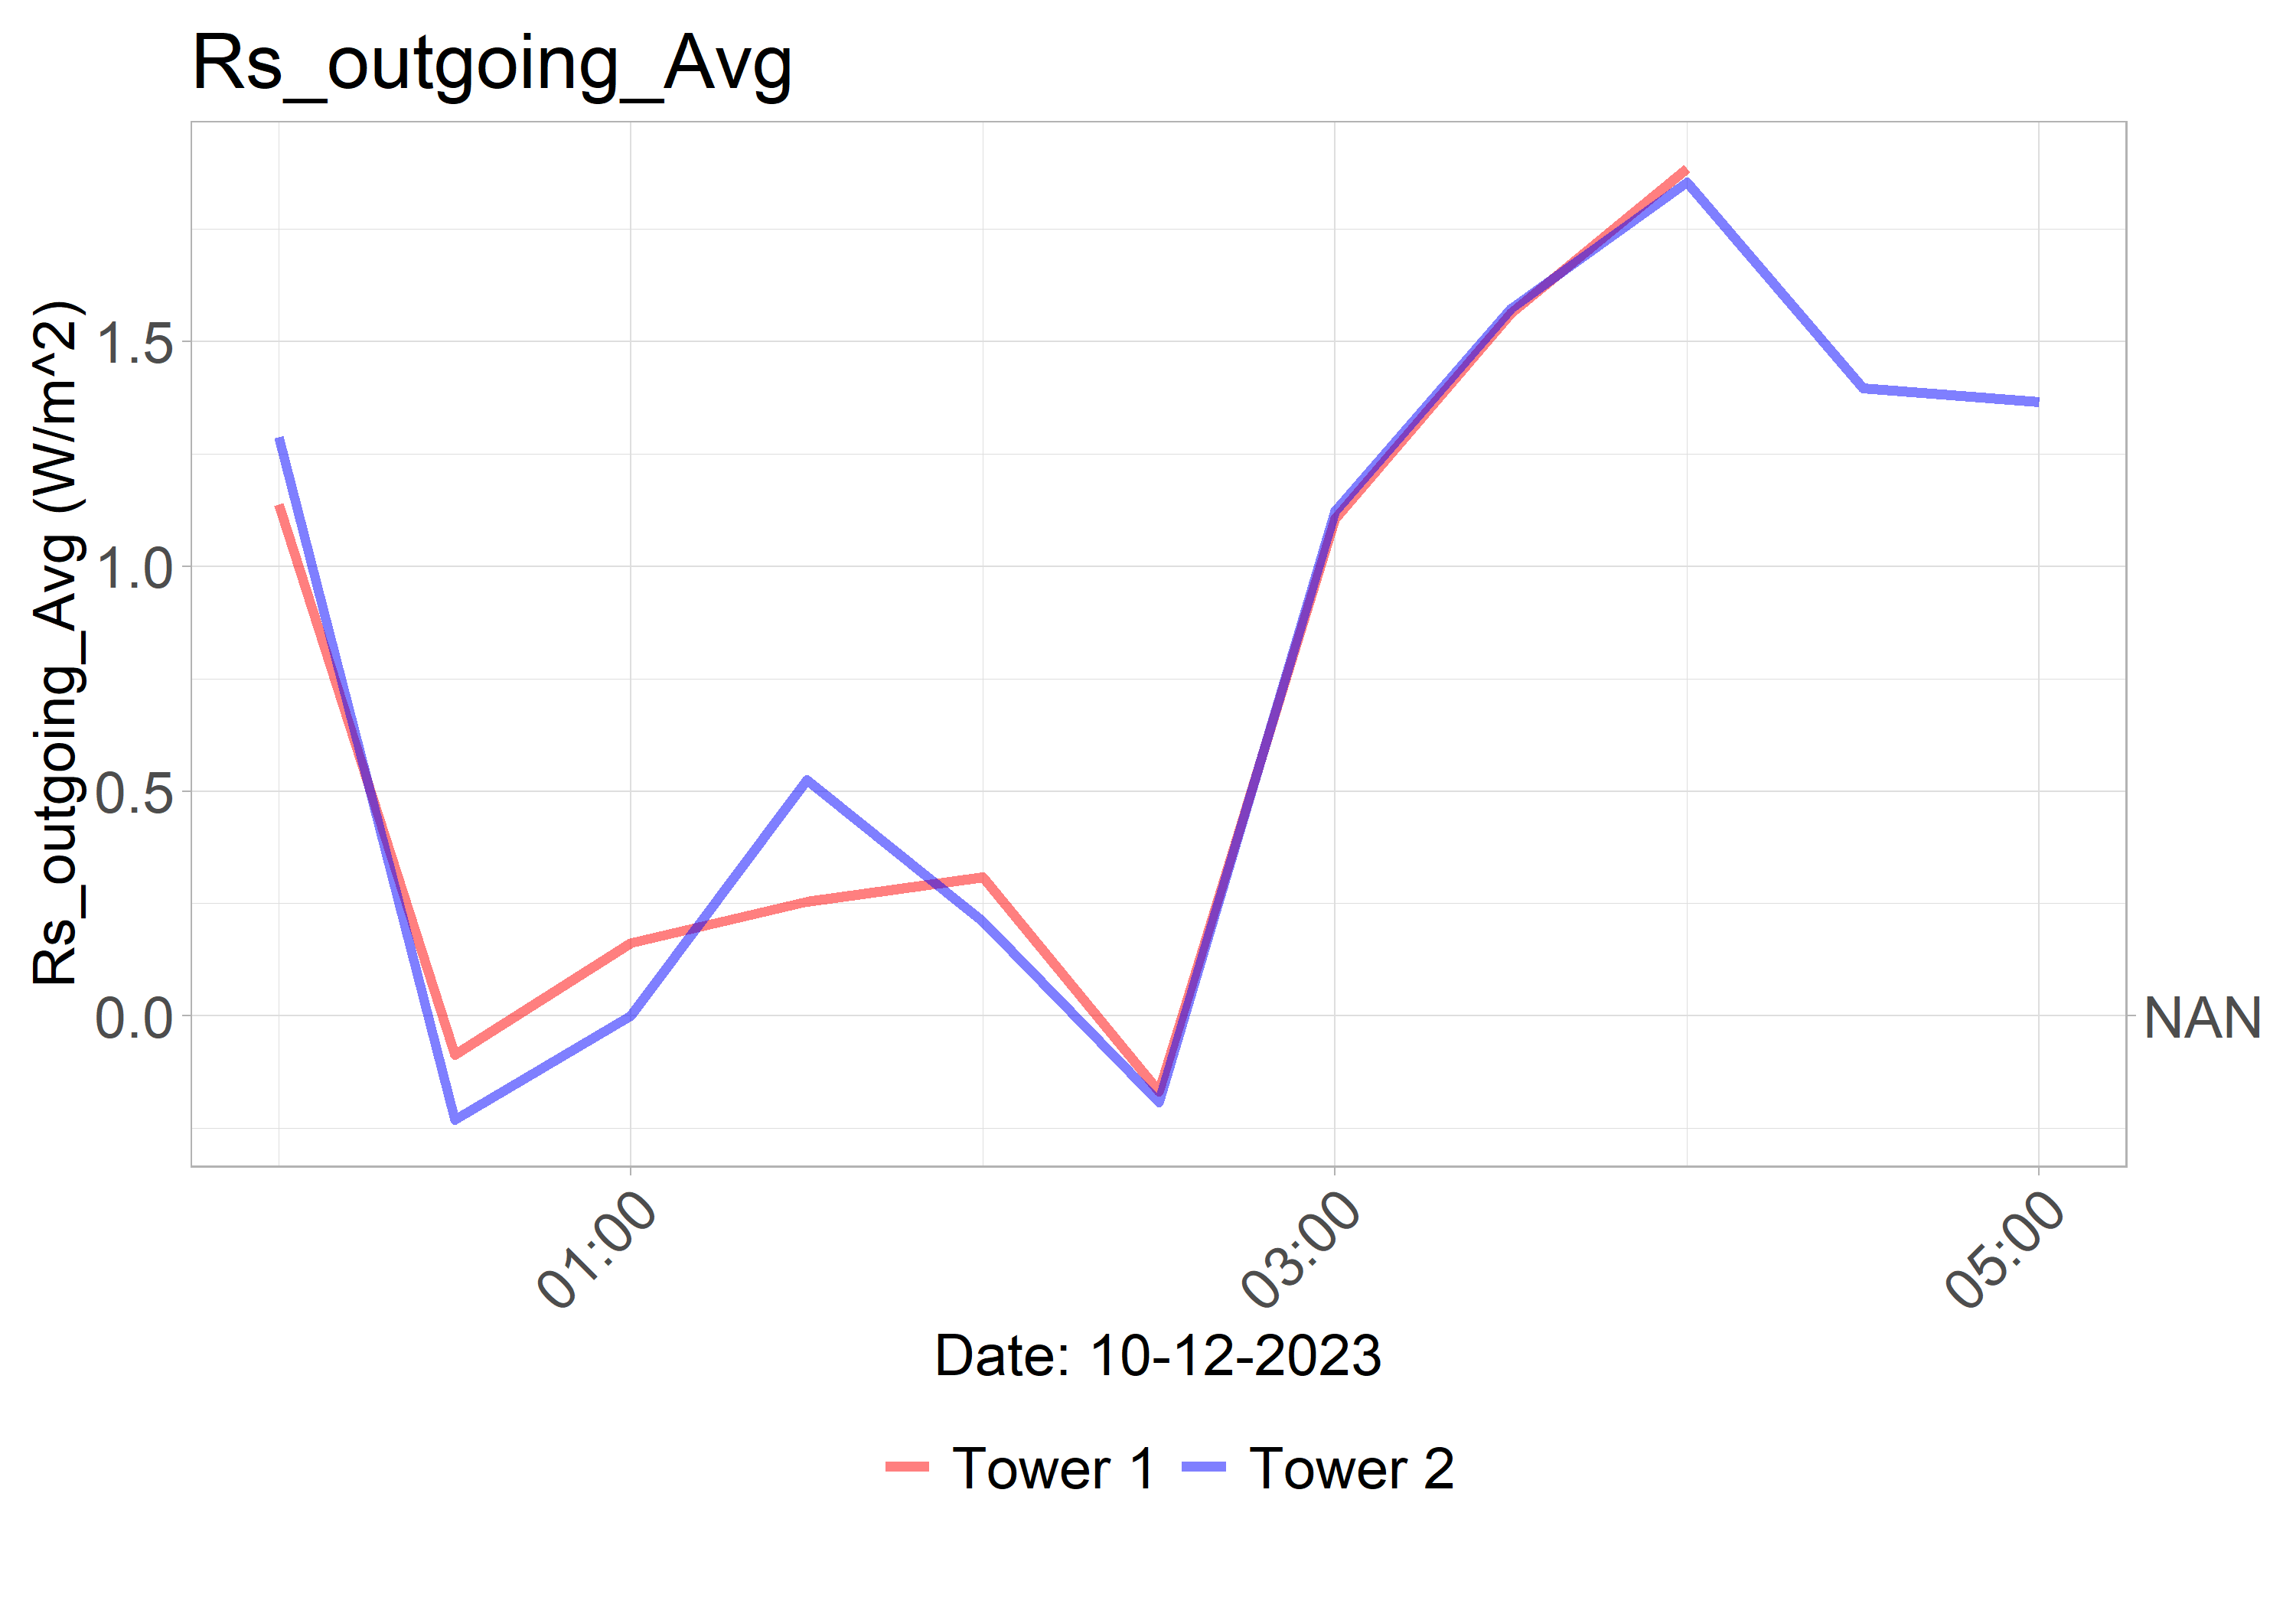 Rs_outgoing_Avg
Rs_outgoing_Avg (W/m^2)
1.5
1.0
0.5
0.0
NAN
01:00
03:00
05:00
Date: 10-12-2023
Tower 1
Tower 2